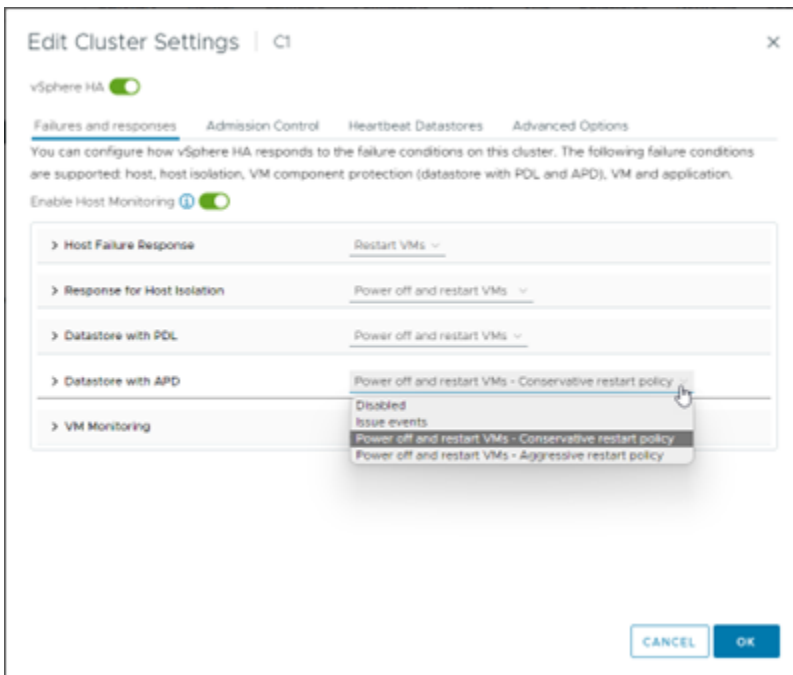 Edit Cluster Settings | C1 ×
vSphere HA
Failures and responses Admission Control Heartbeat Datastores Advanced Options
You can configure how vSphere HA responds to the failure conditions on this cluster. The following failure conditions
are supported: host, host isolation, VM component protection (datastore with PDL and APD), VM and application.
Enable Host Monitoring
> Host Failure Response Restart VMs
> Response for Host Isolation Power off and restart VMs
> Datastore with PDL Power off and restart VMs
> Datastore with APD Power off and restart VMs - Conservative restart policy
Disabled
Issue events
> VM Monitoring
Power off and restart VMs - Conservative restart policy
Power off and restart VMs - Aggressive restart policy
CANCEL OK